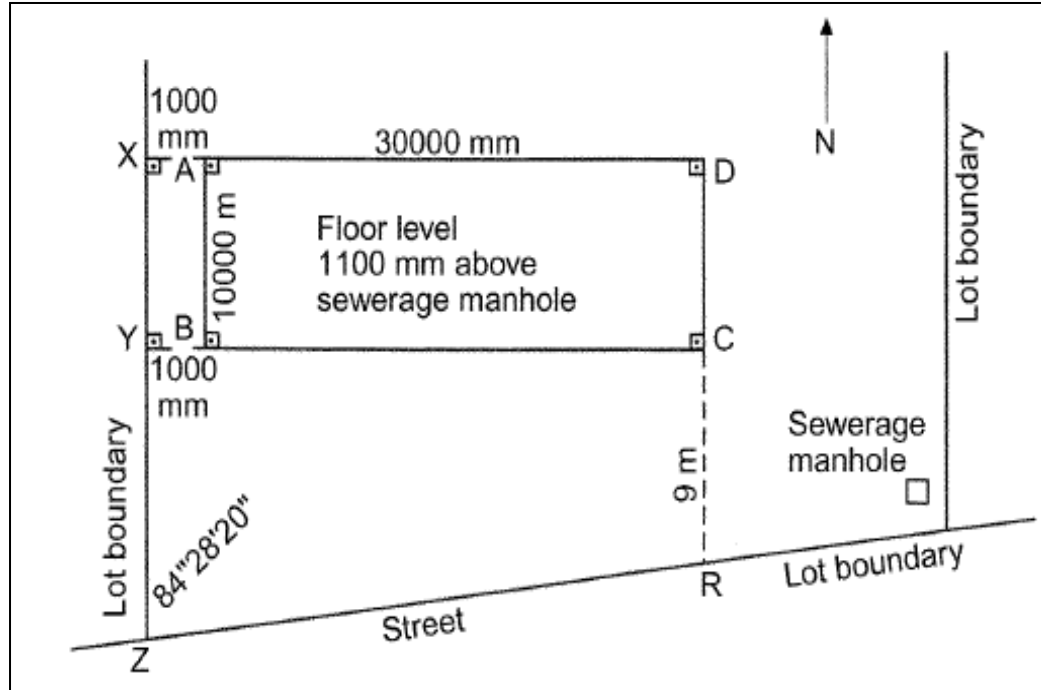 1000
mm
X
A
30000 mm
D
N
10000 m
Floor level
1100 mm above
sewerage manhole
Lot boundary
Y
B
C
1000
mm
Lot boundary
84"28'20"
9 m
Sewerage
manhole
Z
Street
R
Lot boundary